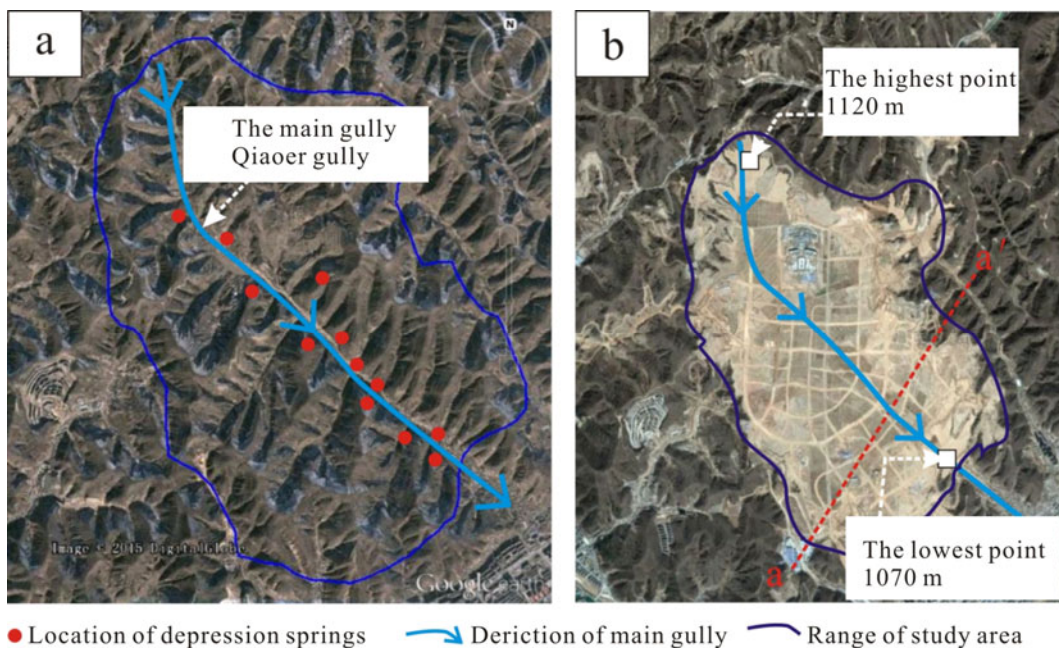 a
N
The main gully
Qiaoer gully
Image © 2015 DigitalGlobe
Google earth
b
The highest point
1120 m
a'
a
The lowest point
1070 m
Location of depression springs
Deriction of main gully
Range of study area